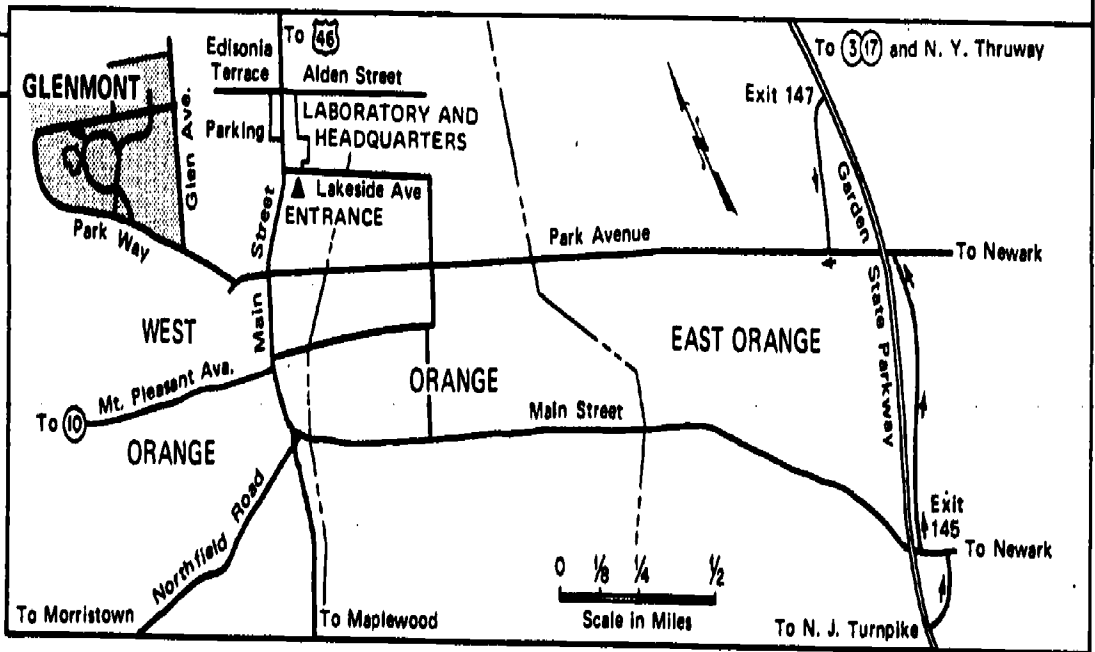 To 46
To 3 17 and N. Y. Thruway
Edisonia
Terrace
Alden Street
GLENMONT
Glen Ave.
Exit 147
LABORATORY AND
HEADQUARTERS
Parking
Lakeside Ave
ENTRANCE
Park Way
Main Street
Park Avenue
To Newark
Garden State Parkway
WEST
ORANGE
EAST ORANGE
ORANGE
Mt. Pleasant Ave.
To 10
Main Street
Northfield Road
Exit
145
To Newark
0 1/8 1/4 1/2
Scale in Miles
To Morristown
To Maplewood
To N. J. Turnpike